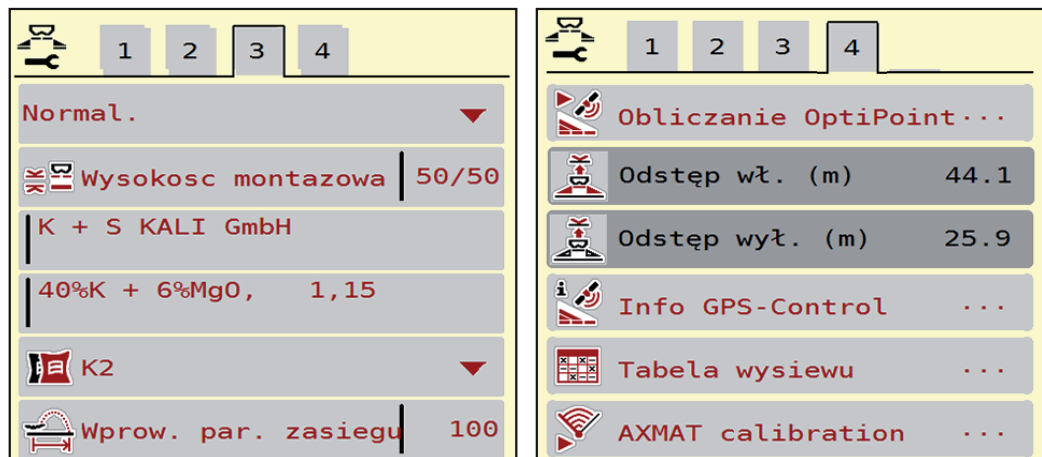 1 2 3 4
Normal.
Wysokosc montazowa 50/50
K + S KALI GmbH
40%K + 6%MgO, 1,15
K2
Wprow. par. zasiegu 100
1 2 3 4
Obliczanie OptiPoint...
Odstęp wł. (m) 44.1
Odstęp wył. (m) 25.9
Info GPS-Control ...
Tabela wysiewu ...
AXMAT calibration ...